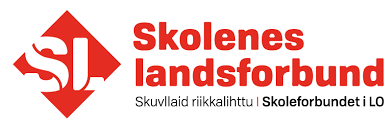 SL
Skolenes
landsforbund
Skuvllaid riikkalihttu | Skoleforbundet i LO